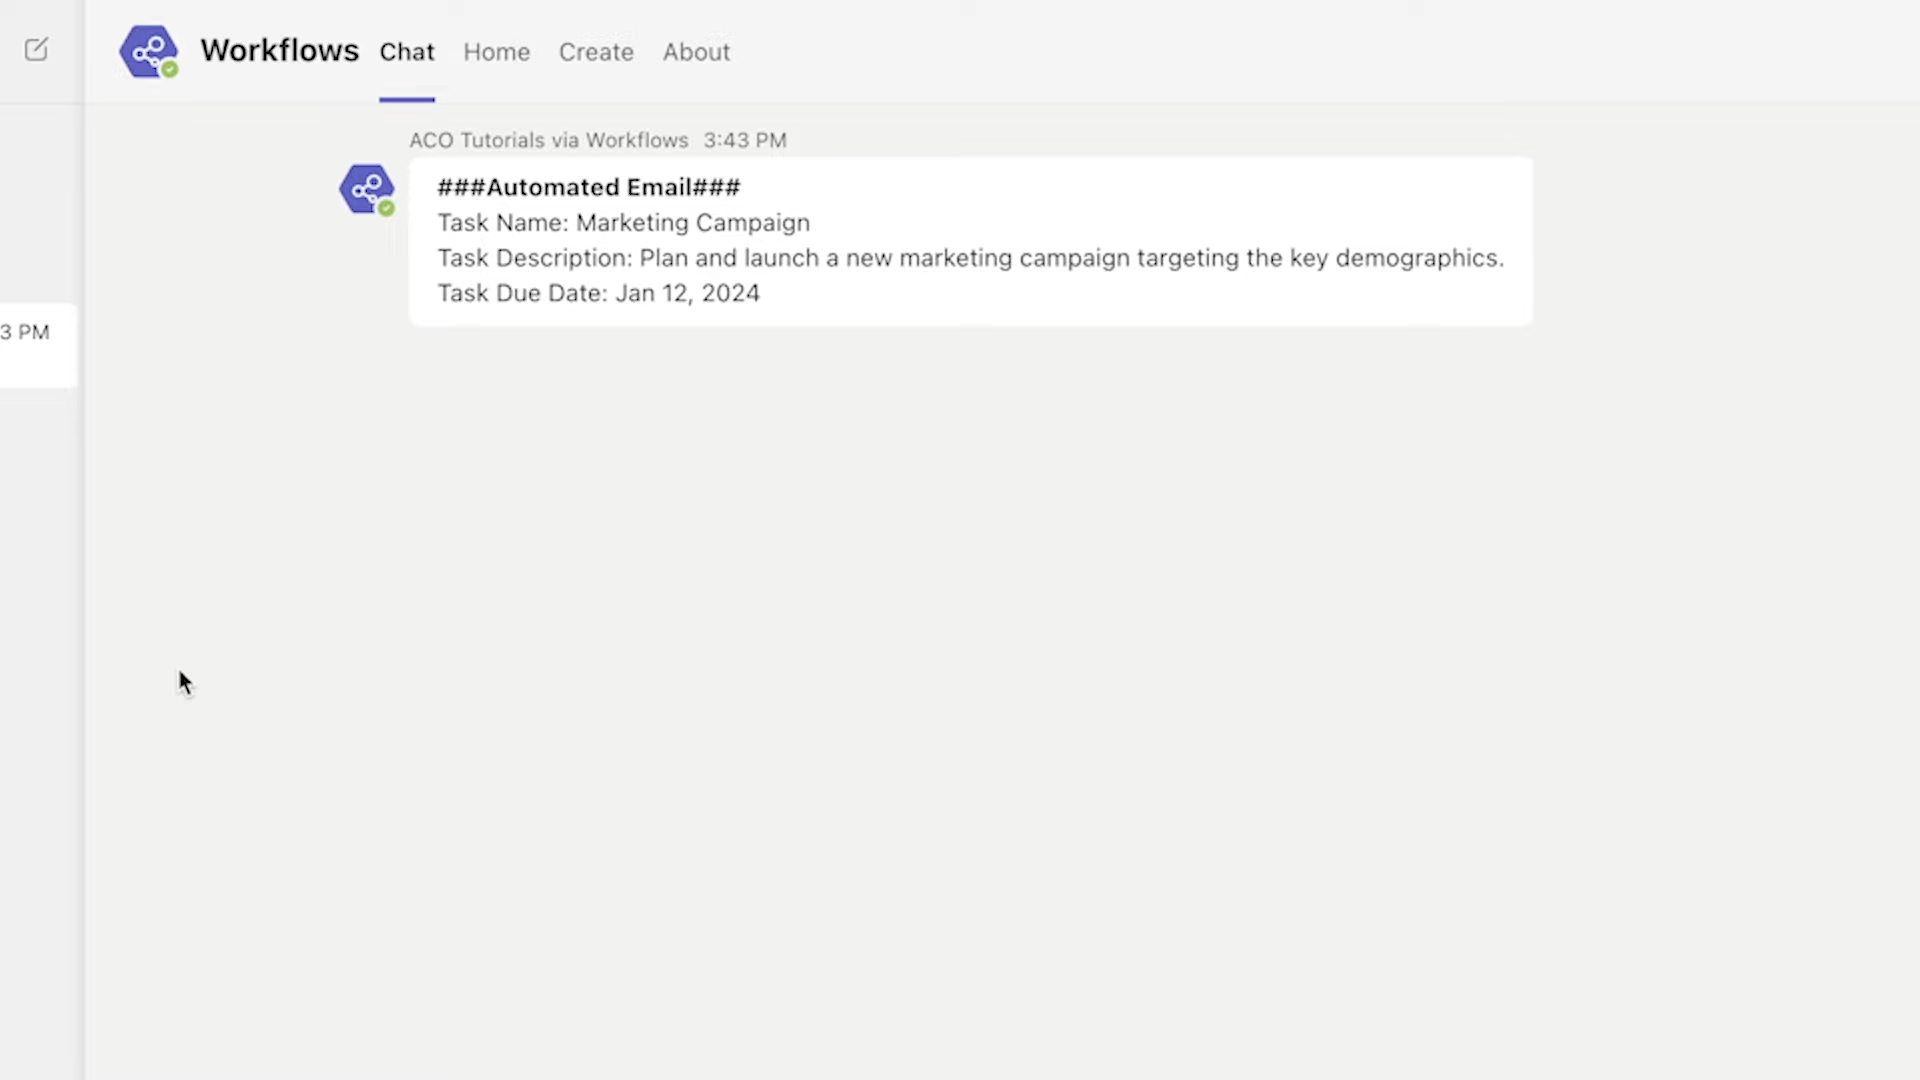 Workflows Chat Home Create About
ACO Tutorials via Workflows 3:43 PM
###Automated Email###
Task Name: Marketing Campaign
Task Description: Plan and launch a new marketing campaign targeting the key demographics.
Task Due Date: Jan 12, 2024
3 PM